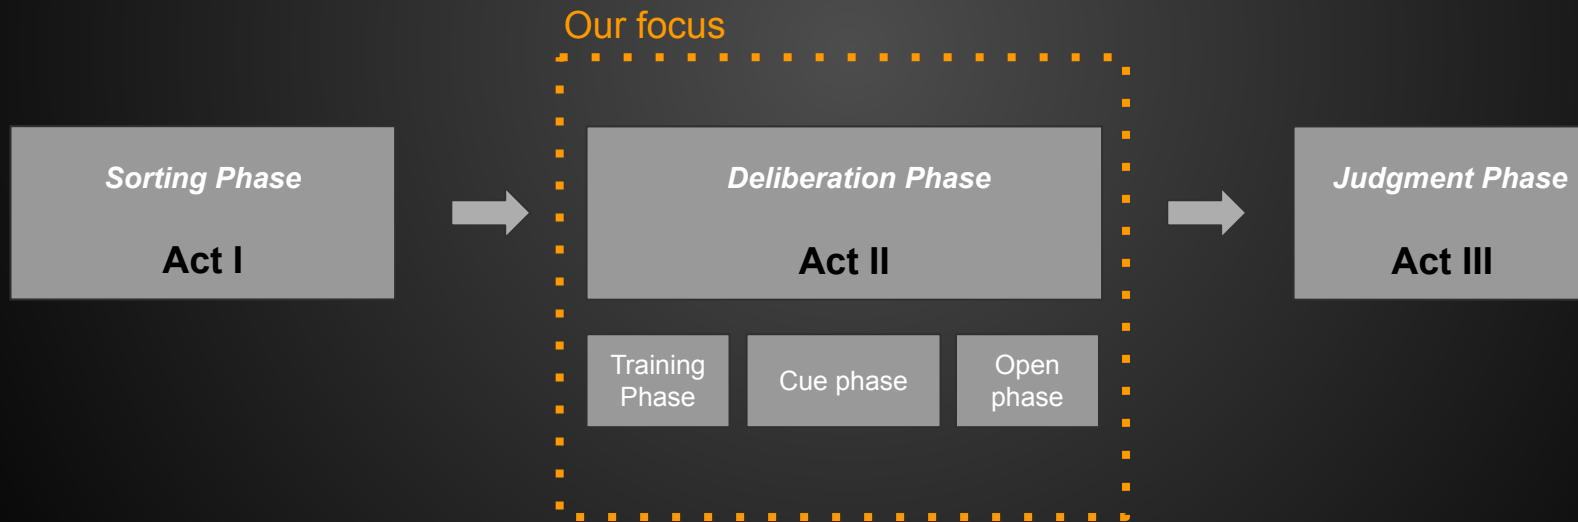 Our focus
Sorting Phase
Act I
Deliberation Phase
Act II
Judgment Phase
Act III
Training
Phase
Cue phase
Open
phase